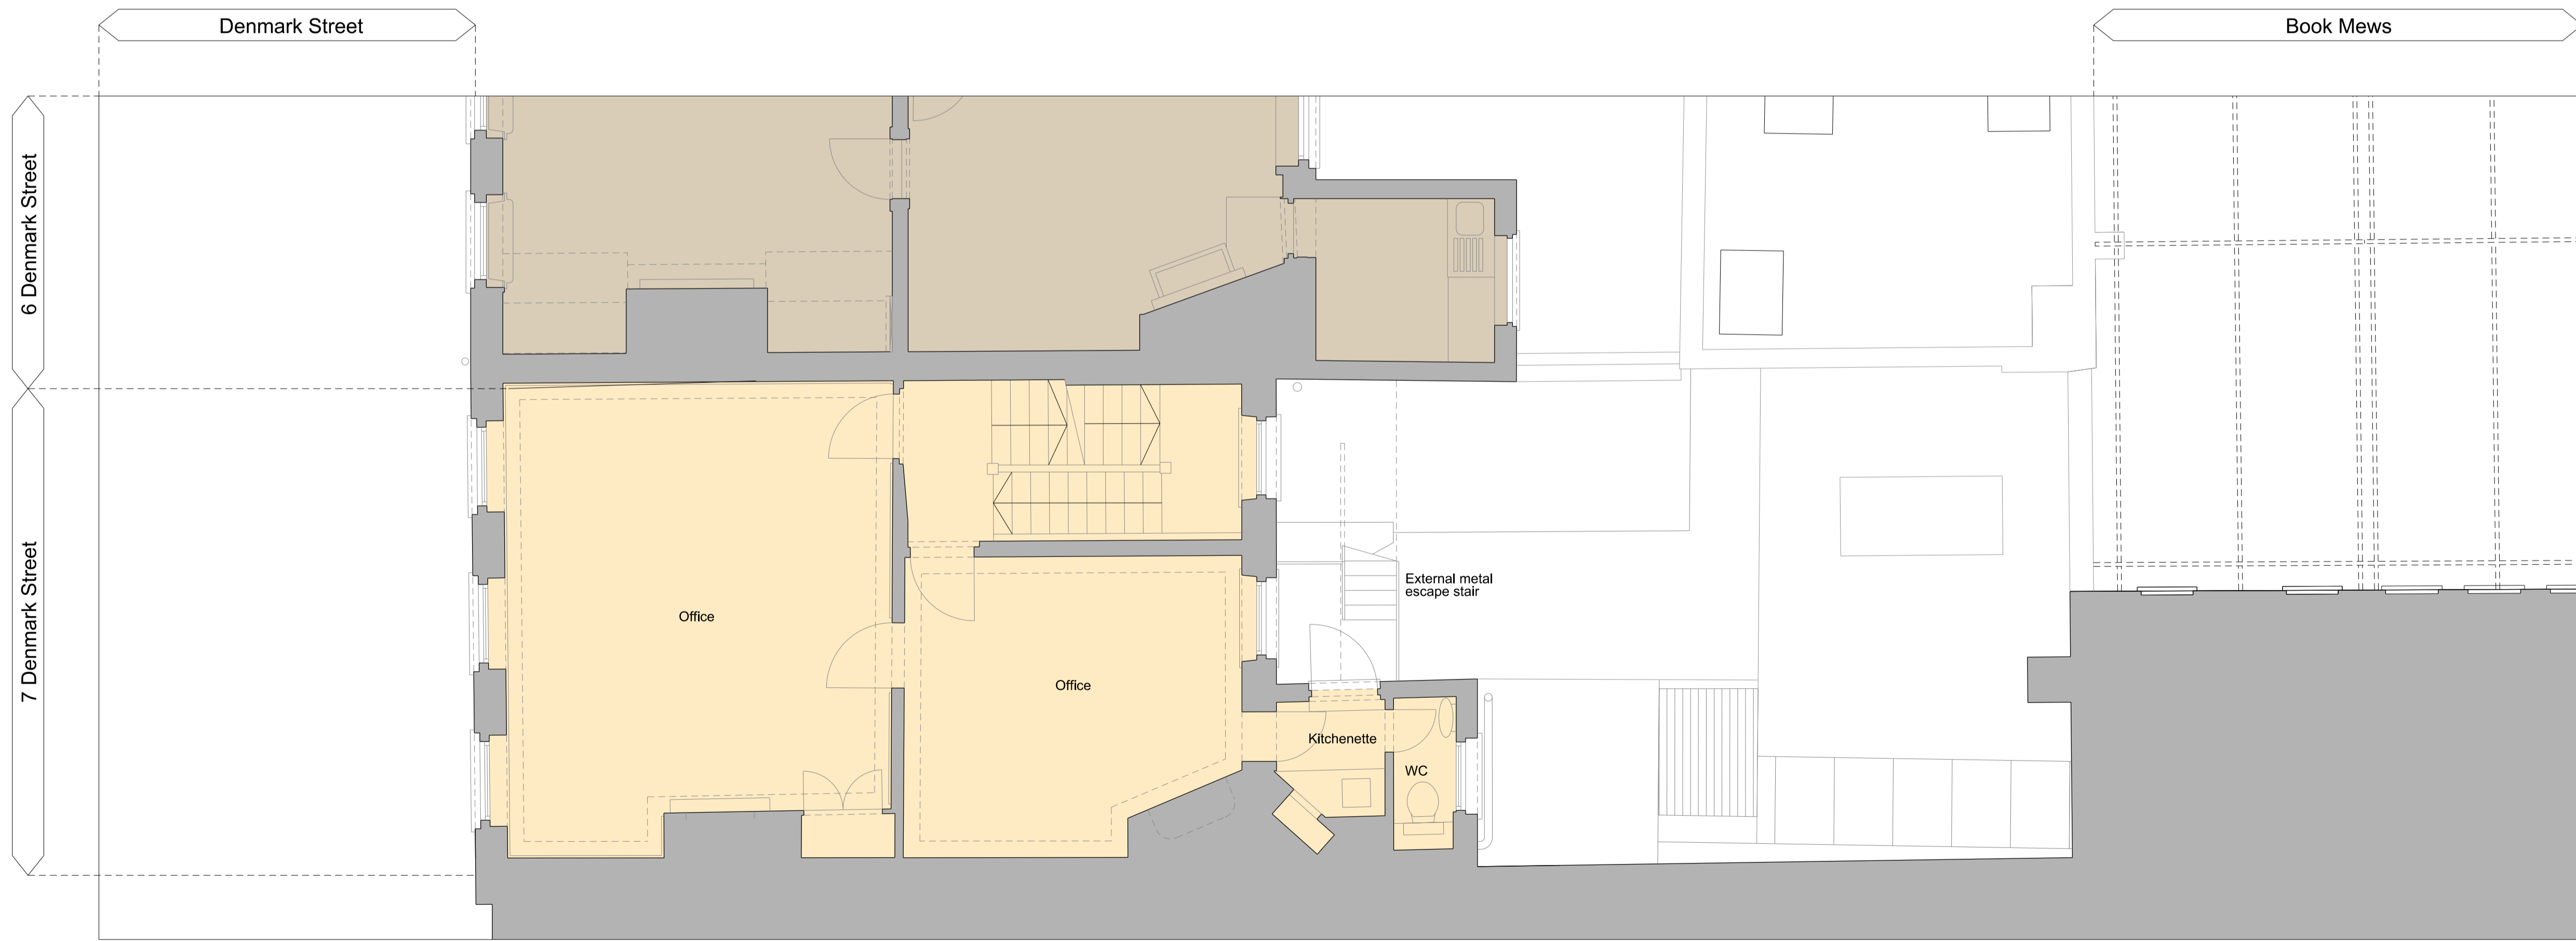 Denmark Street
Book Mews
6 Denmark Street
7 Denmark Street
Office
External metal
escape stair
Office
Kitchenette
WC